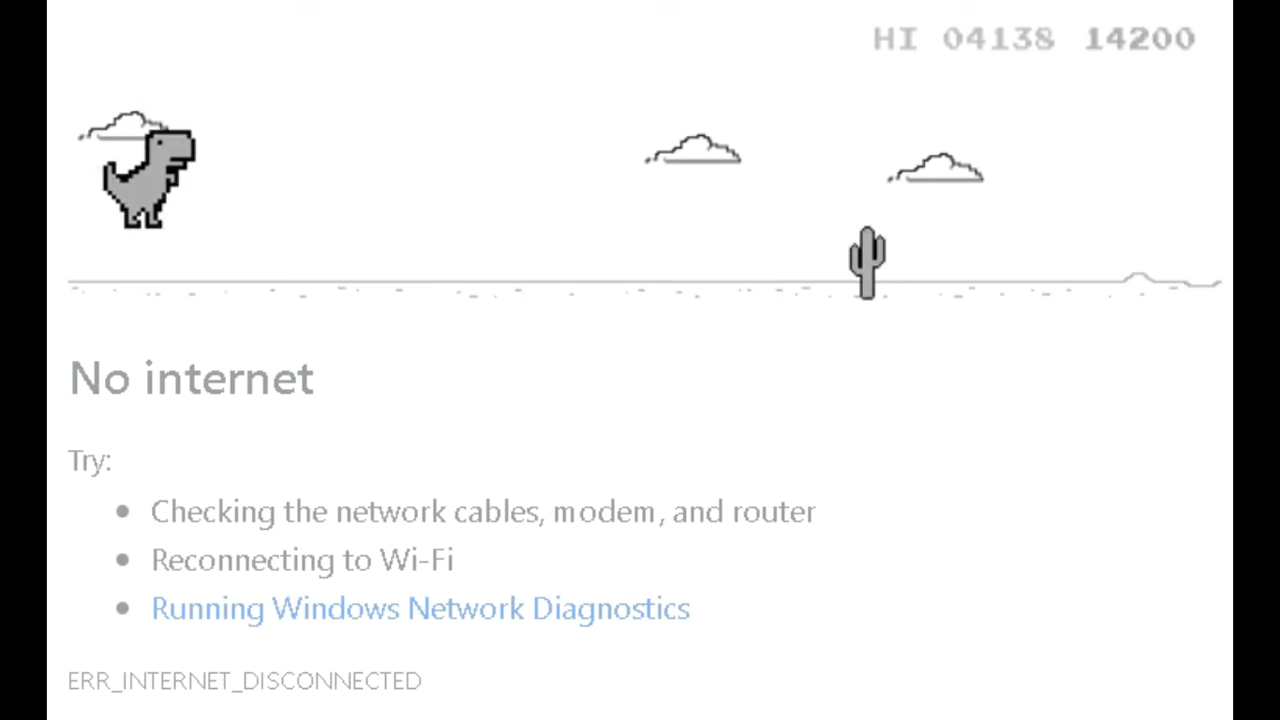 HI 04138 14200
No internet
Try:
Checking the network cables, modem, and router
Reconnecting to Wi-Fi
Running Windows Network Diagnostics
ERR_INTERNET_DISCONNECTED